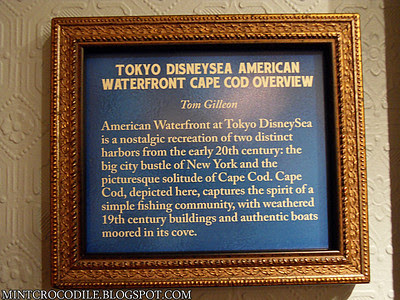 TOKYO DISNEYSEA AMERICAN
WATERFRONT CAPE COD OVERVIEW
Tom Gilleon
American Waterfront at Tokyo DisneySea
is a nostalgic recreation of two distinct
harbors from the early 20th century: the
big city bustle of New York and the
picturesque solitude of Cape Cod. Cape
Cod, depicted here, captures the spirit of a
simple fishing community, with weathered
19th century buildings and authentic boats
moored in its cove.
MINTCROCODILE.BLOGSPOT.COM